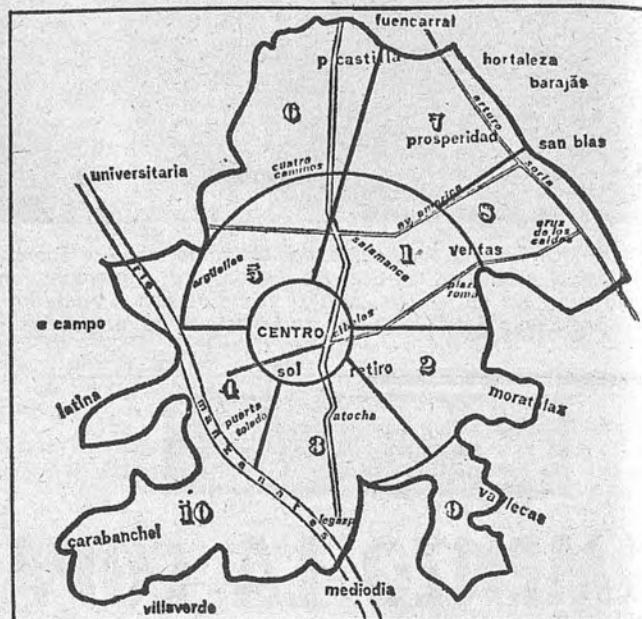 fuencarral
p castilla
hortaleza
barajas
6
7
arturo
soria
prosperidad
san blas
cuatro
caminos
universitaria
av. america
8
cruz
de los
caidos
salamanca
1
ventas
argüelles
5
plaza
roma
rio
c campo
CENTRO
cibeles
sol
retiro
2
4
latina
moratalaz
puerta
toledo
atocha
3
manzanares
10
legazpi
9
vallecas
carabanchel
mediodia
villaverde